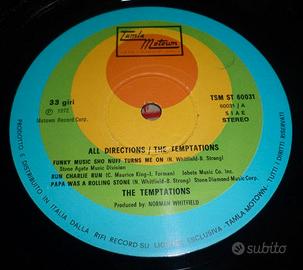 Tamla Motown
33 giri
℗ 1972
Motown Record Corp.
TSM ST 60031
60031/A
S I A E
STEREO
ALL DIRECTIONS / THE TEMPTATIONS
FUNKY MUSIC SHO NUFF TURNS ME ON (N. Whitfield-B. Strong)
Stone Agate Music Division
RUN CHARLIE RUN (C. Maurice King-J. Forman) Jobete Music Co. Inc.
PAPA WAS A ROLLING STONE (N. Whitfield-B. Strong) Stone Diamond Music Corp.
THE TEMPTATIONS
Produced by: NORMAN WHITFIELD
PRODOTTO E DISTRIBUITO IN ITALIA DALLA RIFI RECORD SU LICENZA ESCLUSIVA - TAMLA MOTOWN - TUTTI I DIRITTI RISERVATI
subito